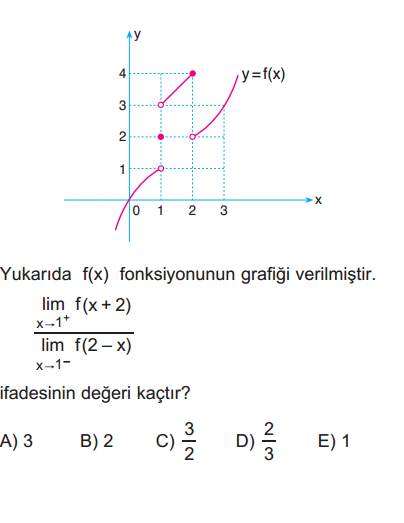 y
4
y=f(x)
3
2
1
x
0 1 2 3
Yukarıda f(x) fonksiyonunun grafiği verilmiştir.
lim f(x + 2)
x→1⁺
lim f(2 – x)
x→1⁻
ifadesinin değeri kaçtır?
A) 3 B) 2 C) 3/2 D) 2/3 E) 1